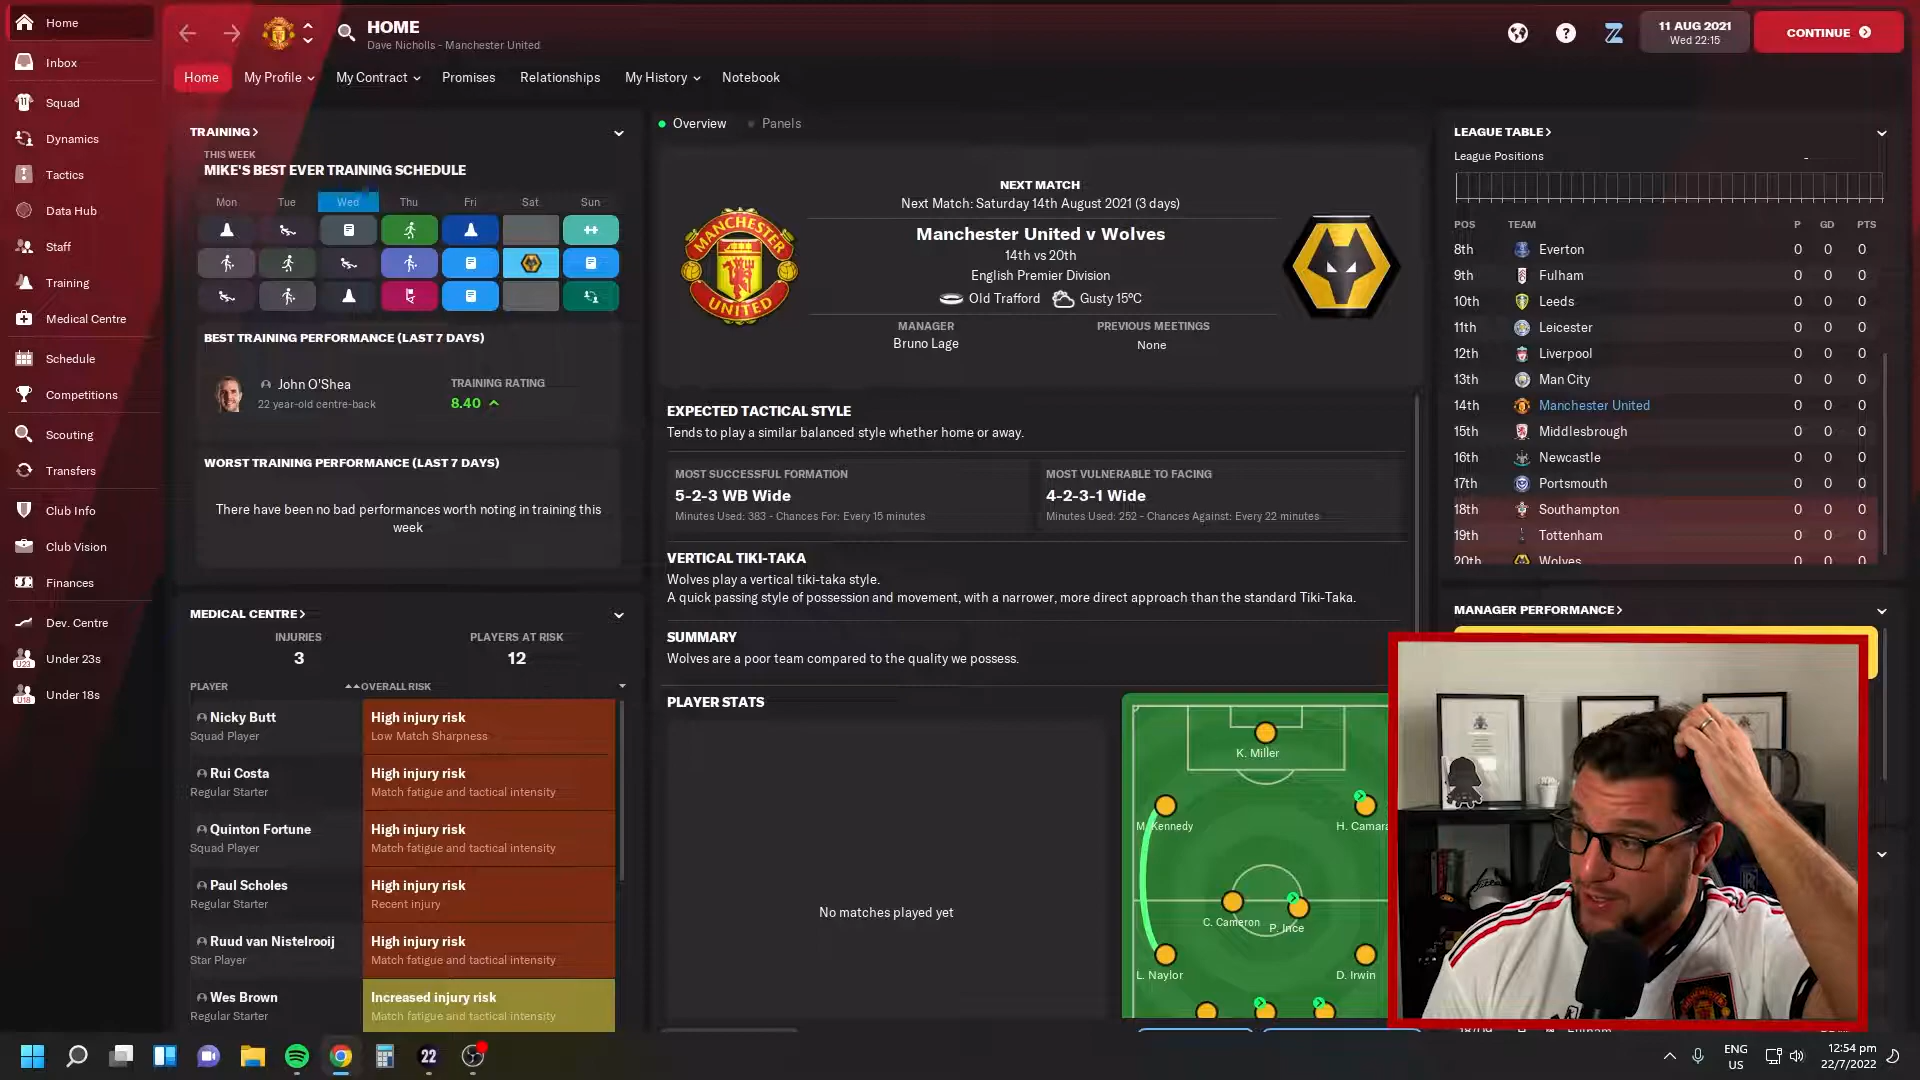 Home
Inbox
Squad
Dynamics
Tactics
Data Hub
Staff
Training
Medical Centre
Schedule
Competitions
Scouting
Transfers
Club Info
Club Vision
Finances
Dev. Centre
Under 23s
Under 18s
HOME
Dave Nicholls - Manchester United
11 AUG 2021
Wed 22:15
CONTINUE
Home My Profile My Contract Promises Relationships My History Notebook
TRAINING
THIS WEEK
MIKE'S BEST EVER TRAINING SCHEDULE
Mon Tue Wed Thu Fri Sat Sun
BEST TRAINING PERFORMANCE (LAST 7 DAYS)
John O'Shea
22 year-old centre-back
TRAINING RATING
8.40
WORST TRAINING PERFORMANCE (LAST 7 DAYS)
There have been no bad performances worth noting in training this
week
MEDICAL CENTRE
INJURIES PLAYERS AT RISK
3 12
PLAYER OVERALL RISK
Nicky Butt High injury risk
Squad Player Low Match Sharpness
Rui Costa High injury risk
Regular Starter Match fatigue and tactical intensity
Quinton Fortune High injury risk
Squad Player Match fatigue and tactical intensity
Paul Scholes High injury risk
Regular Starter Recent injury
Ruud van Nistelrooij High injury risk
Star Player Match fatigue and tactical intensity
Wes Brown Increased injury risk
Regular Starter Match fatigue and tactical intensity
Overview Panels
NEXT MATCH
Next Match: Saturday 14th August 2021 (3 days)
MANCHESTER
UNITED
Manchester United v Wolves
14th vs 20th
English Premier Division
Old Trafford Gusty 15ºC
MANAGER PREVIOUS MEETINGS
Bruno Lage None
EXPECTED TACTICAL STYLE
Tends to play a similar balanced style whether home or away.
MOST SUCCESSFUL FORMATION
5-2-3 WB Wide
Minutes Used: 383 - Chances For: Every 15 minutes
MOST VULNERABLE TO FACING
4-2-3-1 Wide
Minutes Used: 252 - Chances Against: Every 22 minutes
VERTICAL TIKI-TAKA
Wolves play a vertical tiki-taka style.
A quick passing style of possession and movement, with a narrower, more direct approach than the standard Tiki-Taka.
SUMMARY
Wolves are a poor team compared to the quality we possess.
PLAYER STATS
No matches played yet
K. Miller
M. Kennedy
H. Camara
C. Cameron
P. Ince
L. Naylor
D. Irwin
LEAGUE TABLE
League Positions -
POS TEAM P GD PTS
8th Everton 0 0 0
9th Fulham 0 0 0
10th Leeds 0 0 0
11th Leicester 0 0 0
12th Liverpool 0 0 0
13th Man City 0 0 0
14th Manchester United 0 0 0
15th Middlesbrough 0 0 0
16th Newcastle 0 0 0
17th Portsmouth 0 0 0
18th Southampton 0 0 0
19th Tottenham 0 0 0
20th Wolves 0 0 0
MANAGER PERFORMANCE
22
ENG
US
12:54 pm
22/7/2022